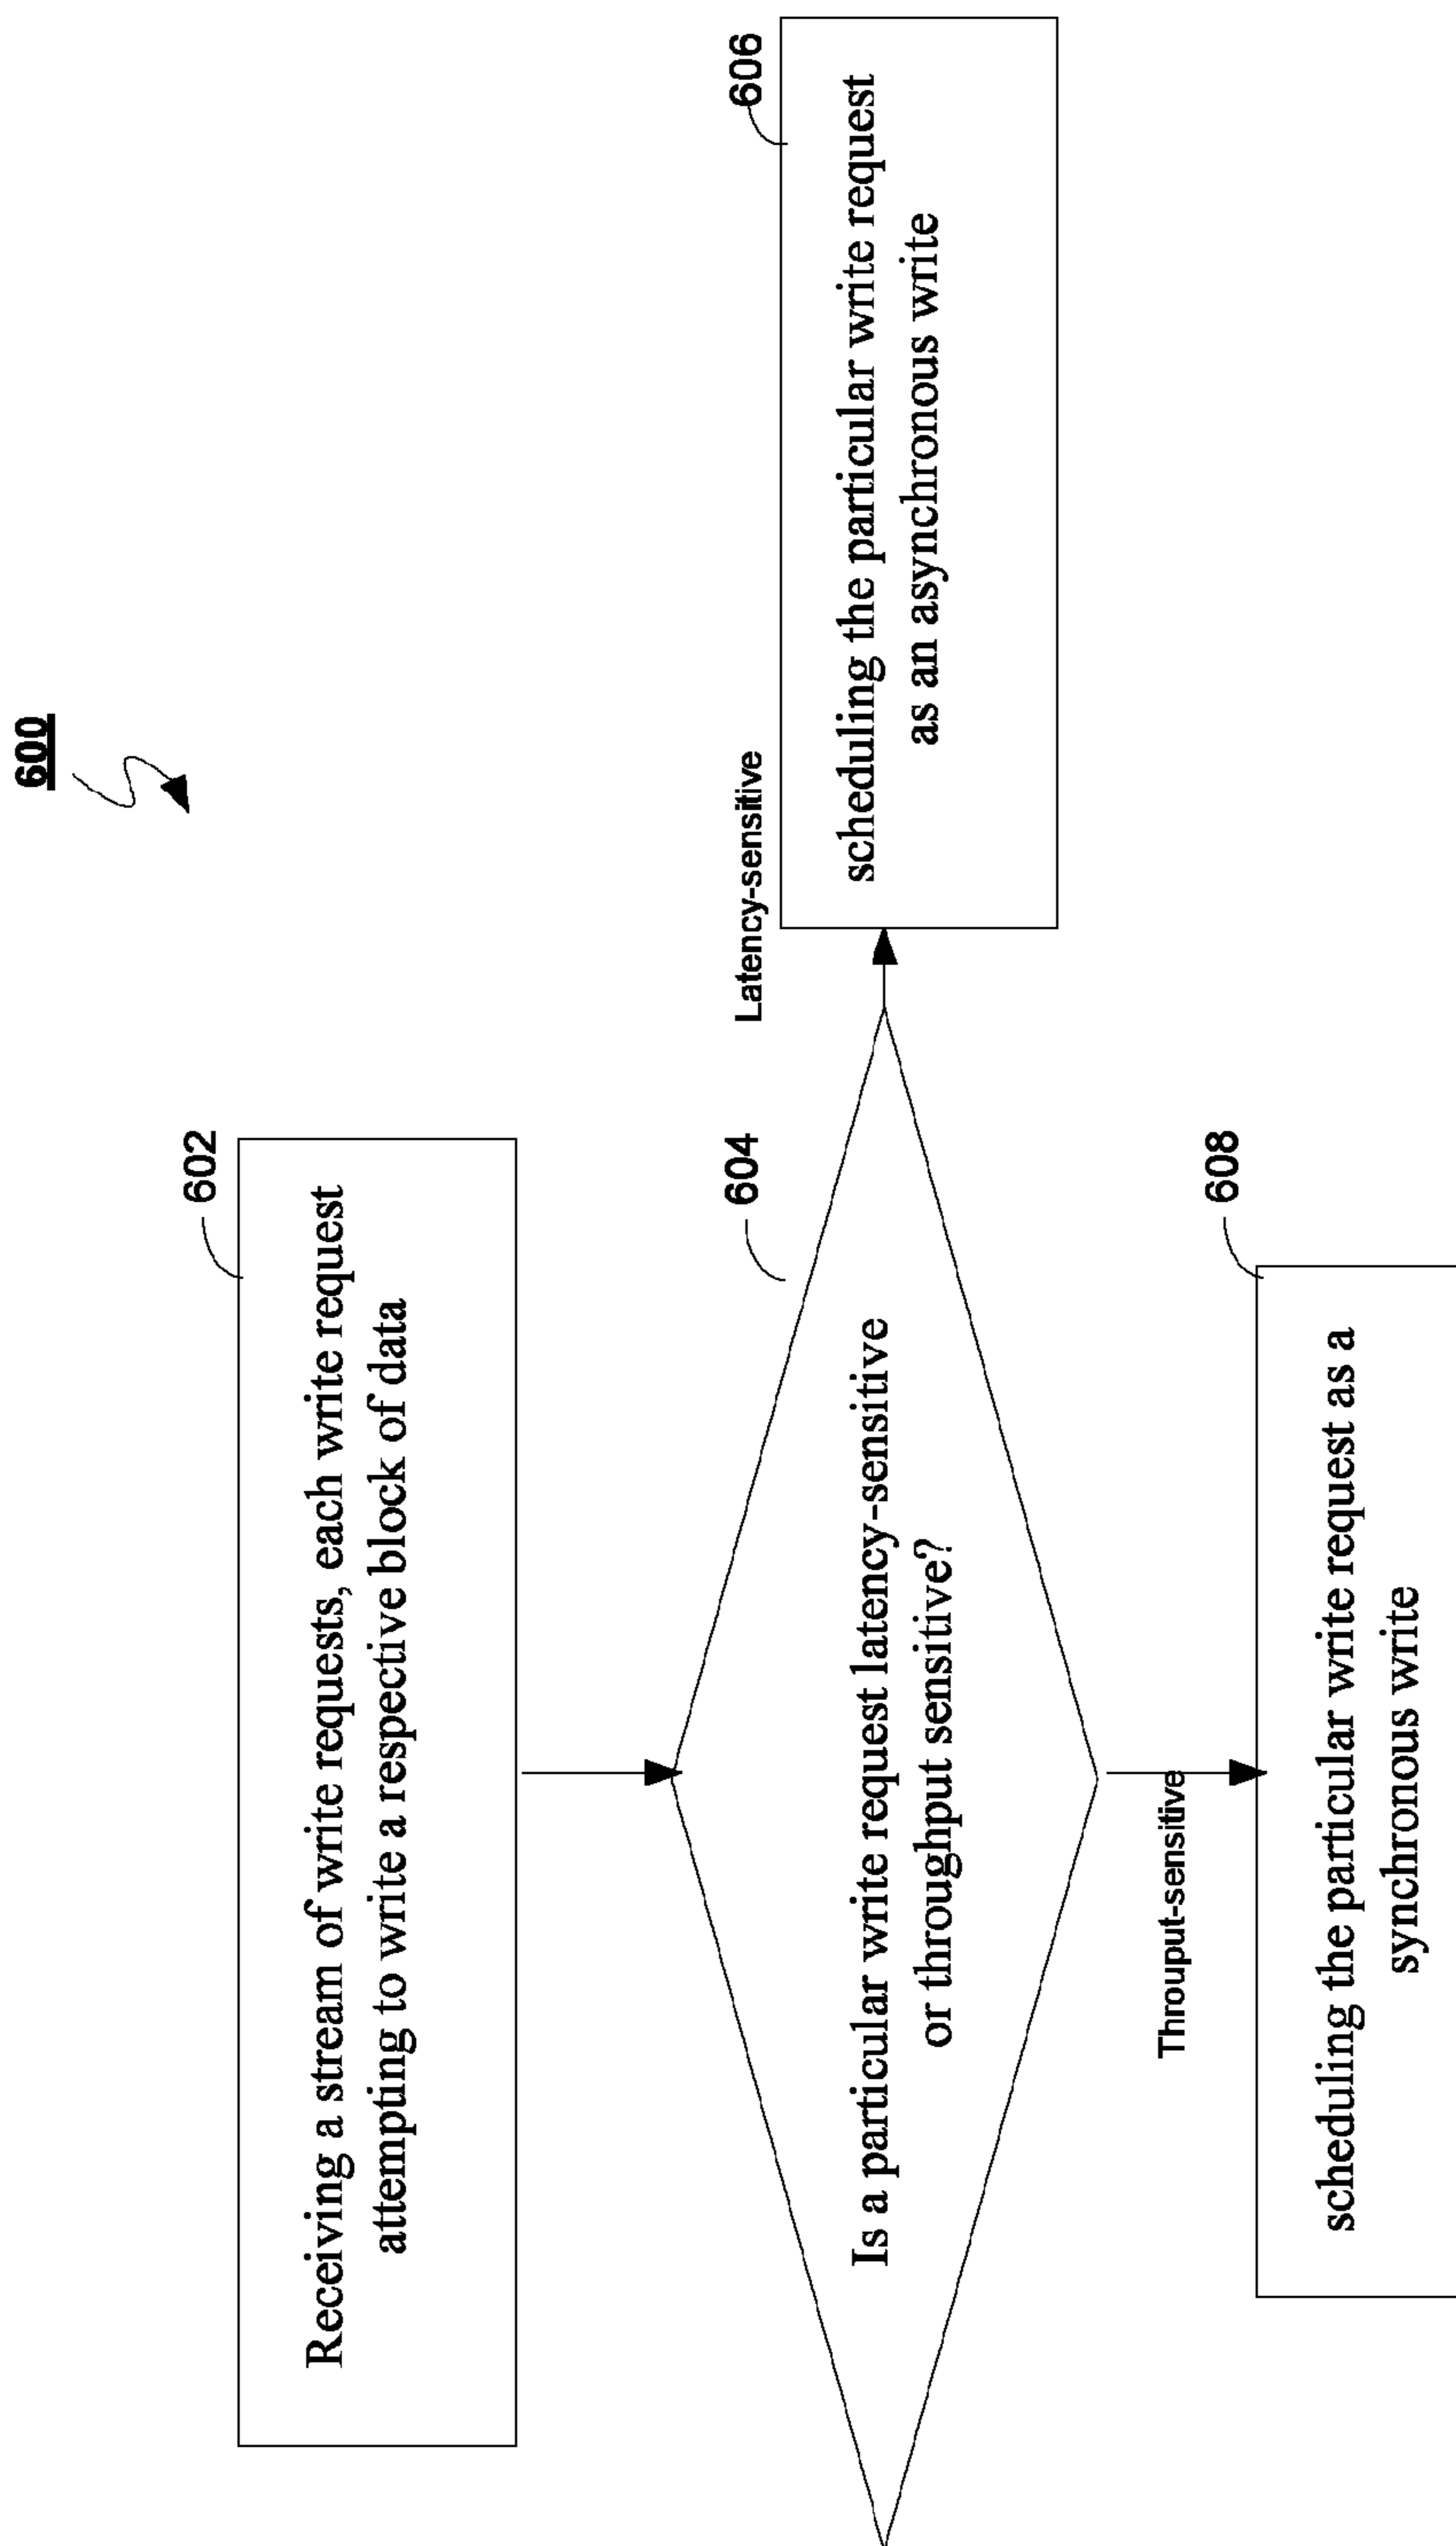 600
602
Receiving a stream of write requests, each write request
attempting to write a respective block of data
604
Is a particular write request latency-sensitive
or throughput sensitive?
Latency-sensitive
606
scheduling the particular write request
as an asynchronous write
Throuput-sensitive
608
scheduling the particular write request as a
synchronous write